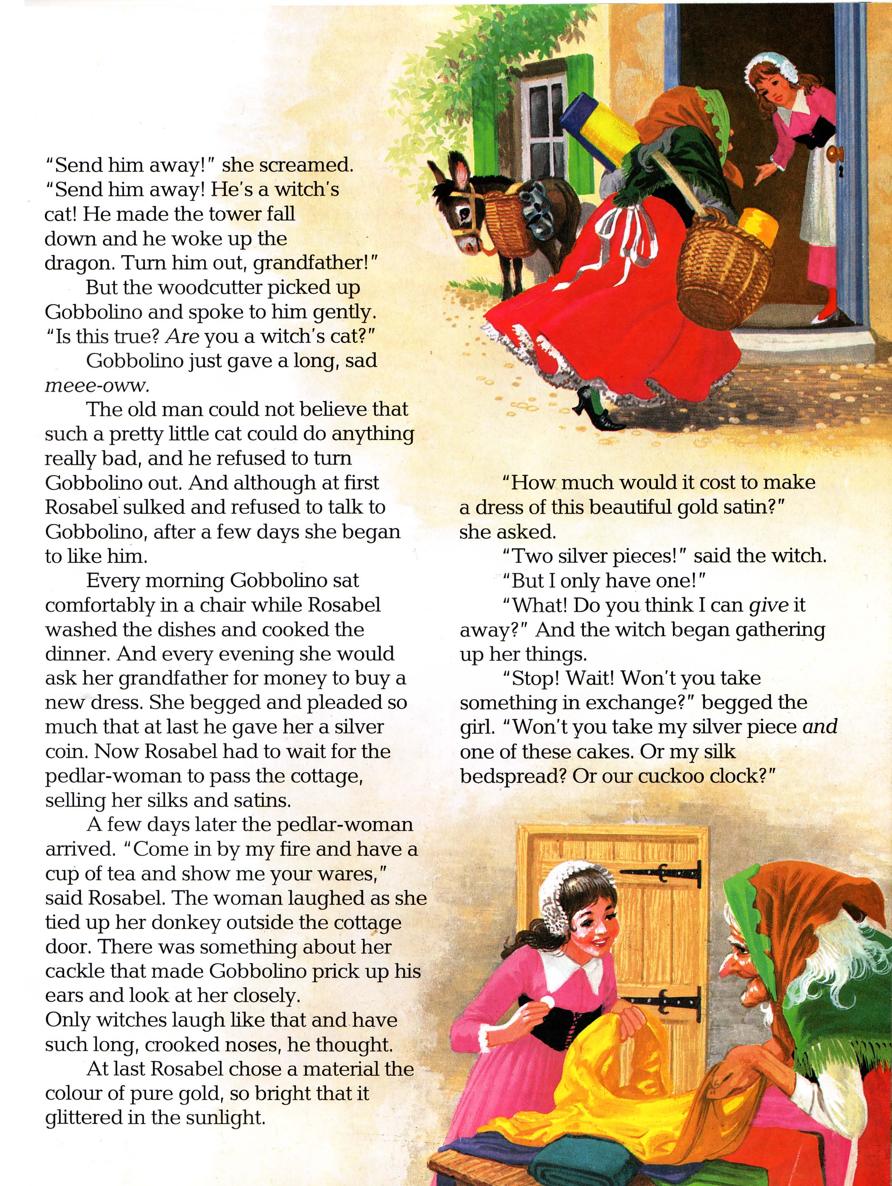 “Send him away!” she screamed.
“Send him away! He’s a witch’s
cat! He made the tower fall
down and he woke up the
dragon. Turn him out, grandfather!”
But the woodcutter picked up
Gobbolino and spoke to him gently.
“Is this true? Are you a witch’s cat?”
Gobbolino just gave a long, sad
meee-oww.
The old man could not believe that
such a pretty little cat could do anything
really bad, and he refused to turn
Gobbolino out. And although at first
Rosabel sulked and refused to talk to
Gobbolino, after a few days she began
to like him.
Every morning Gobbolino sat
comfortably in a chair while Rosabel
washed the dishes and cooked the
dinner. And every evening she would
ask her grandfather for money to buy a
new dress. She begged and pleaded so
much that at last he gave her a silver
coin. Now Rosabel had to wait for the
pedlar-woman to pass the cottage,
selling her silks and satins.
A few days later the pedlar-woman
arrived. “Come in by my fire and have a
cup of tea and show me your wares,”
said Rosabel. The woman laughed as she
tied up her donkey outside the cottage
door. There was something about her
cackle that made Gobbolino prick up his
ears and look at her closely.
Only witches laugh like that and have
such long, crooked noses, he thought.
At last Rosabel chose a material the
colour of pure gold, so bright that it
glittered in the sunlight.
“How much would it cost to make
a dress of this beautiful gold satin?”
she asked.
“Two silver pieces!” said the witch.
“But I only have one!”
“What! Do you think I can give it
away?” And the witch began gathering
up her things.
“Stop! Wait! Won’t you take
something in exchange?” begged the
girl. “Won’t you take my silver piece and
one of these cakes. Or my silk
bedspread? Or our cuckoo clock?”